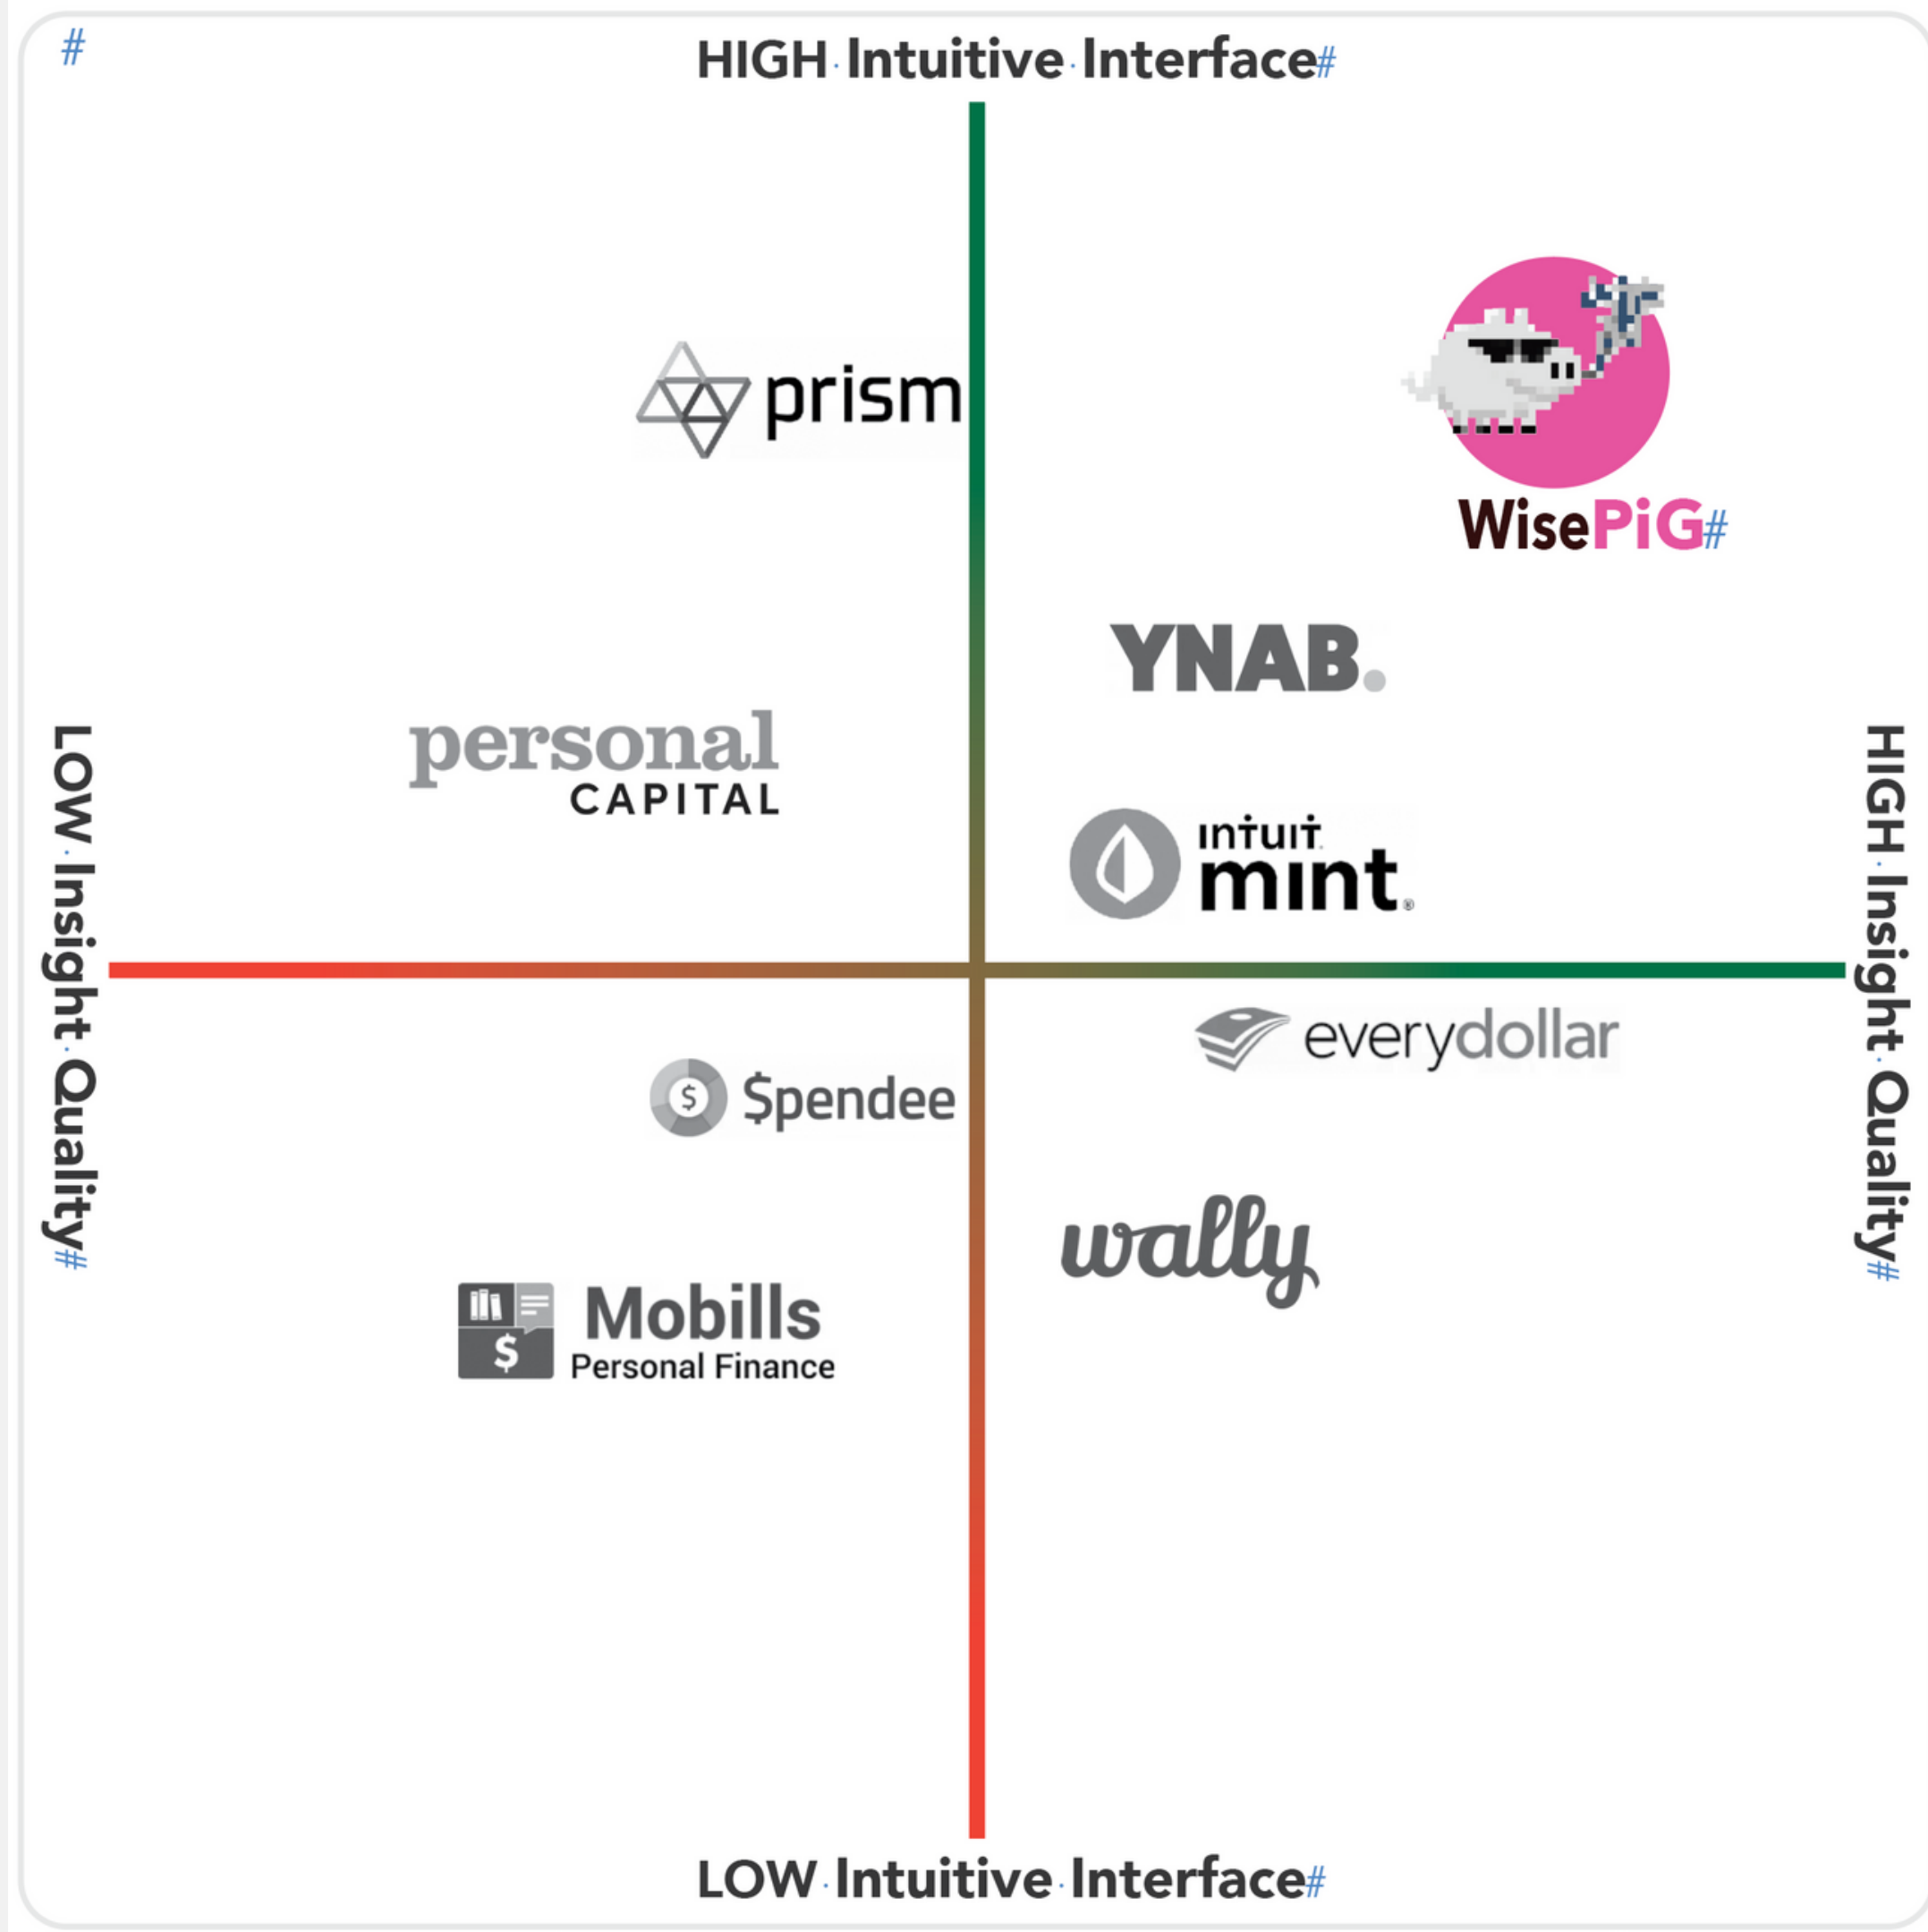 #
HIGH Intuitive Interface#
prism
WisePiG#
YNAB.
personal
CAPITAL
intuit
mint®
LOW Insight Quality#
HIGH Insight Quality#
everydollar
$
$pendee
wally
$
Mobills
Personal Finance
LOW Intuitive Interface#